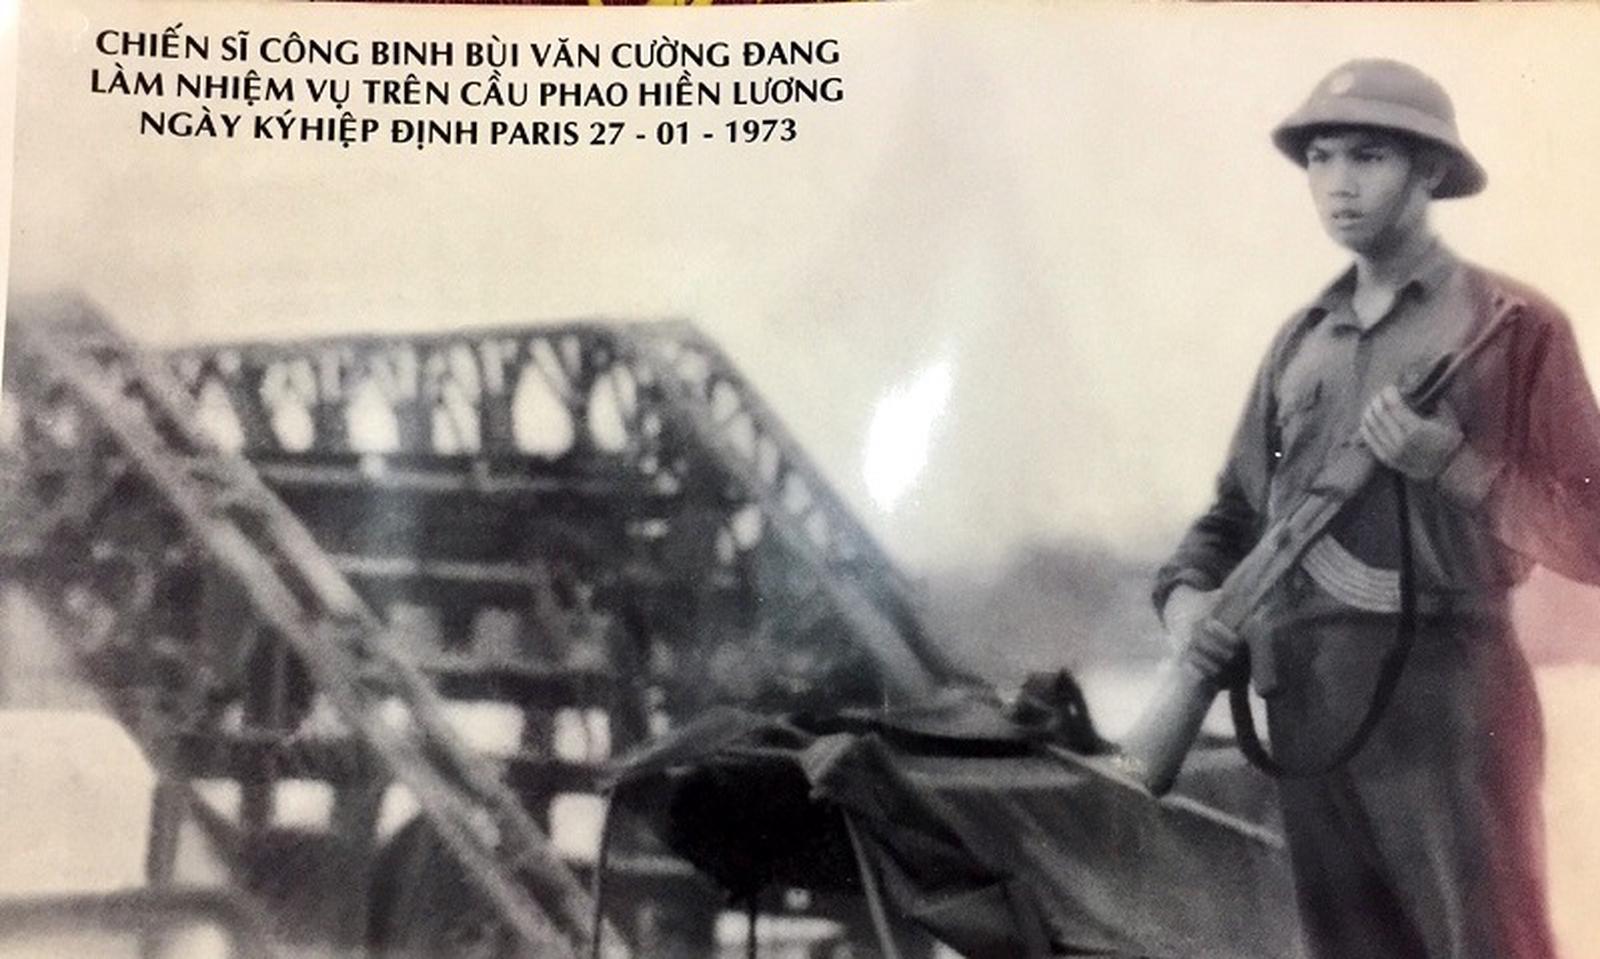 CHIẾN SĨ CÔNG BINH BÙI VĂN CƯỜNG ĐANG
LÀM NHIỆM VỤ TRÊN CẦU PHAO HIỀN LƯƠNG
NGÀY KÝHIỆP ĐỊNH PARIS 27 - 01 - 1973